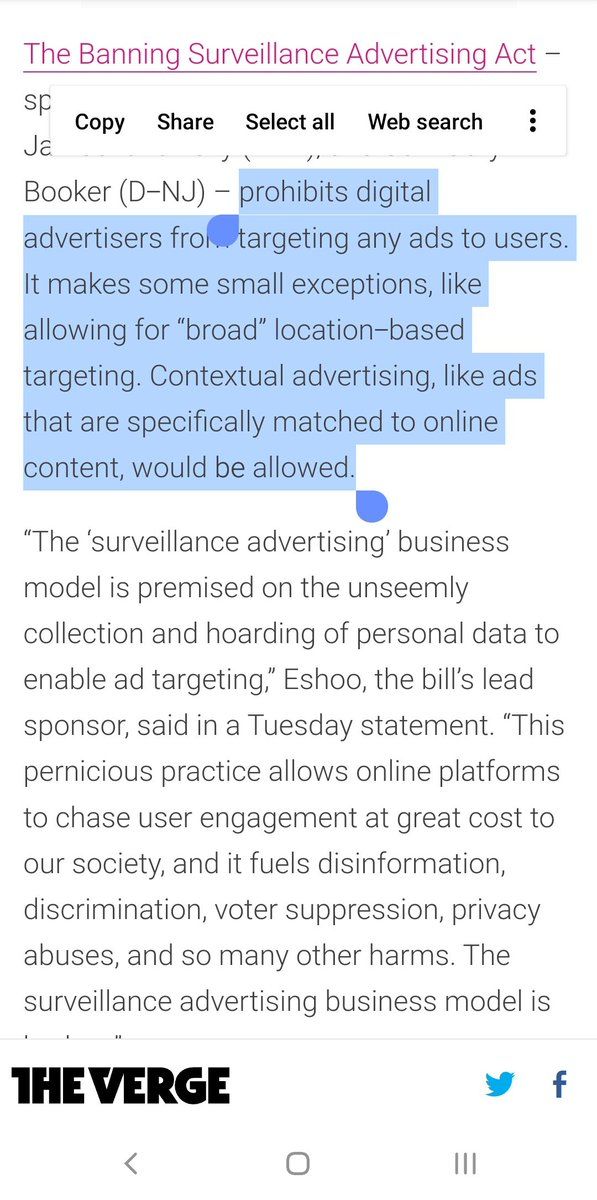 The Banning Surveillance Advertising Act –
sp
Copy Share Select all Web search
Ja
Booker (D–NJ) – prohibits digital
advertisers from targeting any ads to users.
It makes some small exceptions, like
allowing for “broad” location–based
targeting. Contextual advertising, like ads
that are specifically matched to online
content, would be allowed.
“The ‘surveillance advertising’ business
model is premised on the unseemly
collection and hoarding of personal data to
enable ad targeting,” Eshoo, the bill’s lead
sponsor, said in a Tuesday statement. “This
pernicious practice allows online platforms
to chase user engagement at great cost to
our society, and it fuels disinformation,
discrimination, voter suppression, privacy
abuses, and so many other harms. The
surveillance advertising business model is
THE VERGE